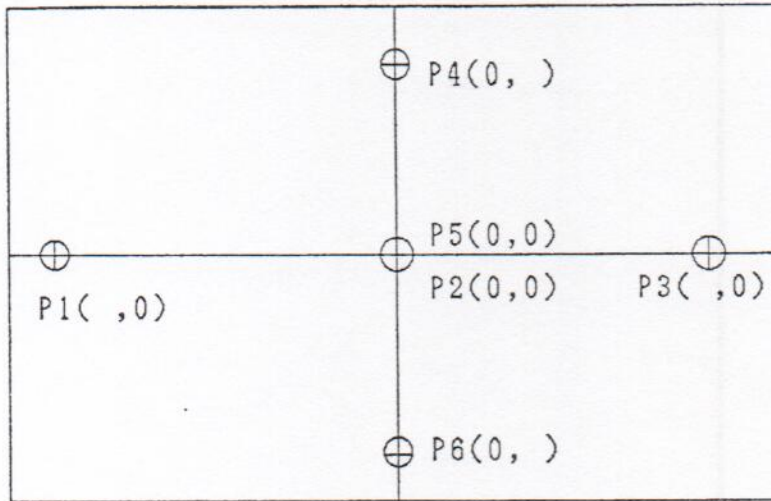 P4(0, )
P5(0,0)
P2(0,0)
P3( ,0)
P1( ,0)
P6(0, )